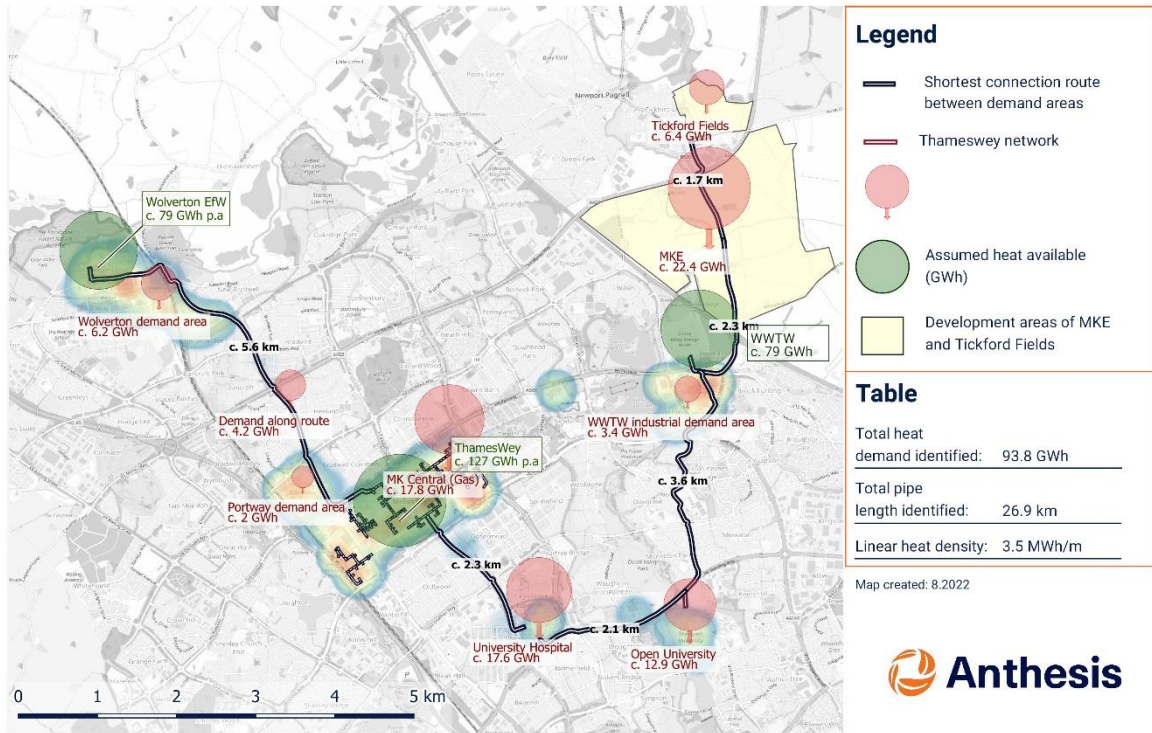 Newport Pagnell
Tickford Fields
c. 6.4 GWh
c. 1.7 km
Wolverton EfW
c. 79 GWh p.a
MKE
c. 22.4 GWh
Wolverton demand area
c. 6.2 GWh
c. 5.6 km
c. 2.3 km
WWTW
c. 79 GWh
Demand along route
c. 4.2 GWh
WWTW industrial demand area
c. 3.4 GWh
ThamesWey
c. 127 GWh p.a
MK Central (Gas)
c. 17.8 GWh
Portway demand area
c. 2 GWh
c. 3.6 km
c. 2.3 km
c. 2.1 km
University Hospital
c. 17.6 GWh
Open University
c. 12.9 GWh
0 1 2 3 4 5 km
Legend
Shortest connection route
between demand areas
Thameswey network
Assumed heat available
(GWh)
Development areas of MKE
and Tickford Fields
Table
Total heat
demand identified: 93.8 GWh
Total pipe
length identified: 26.9 km
Linear heat density: 3.5 MWh/m
Map created: 8.2022
Anthesis